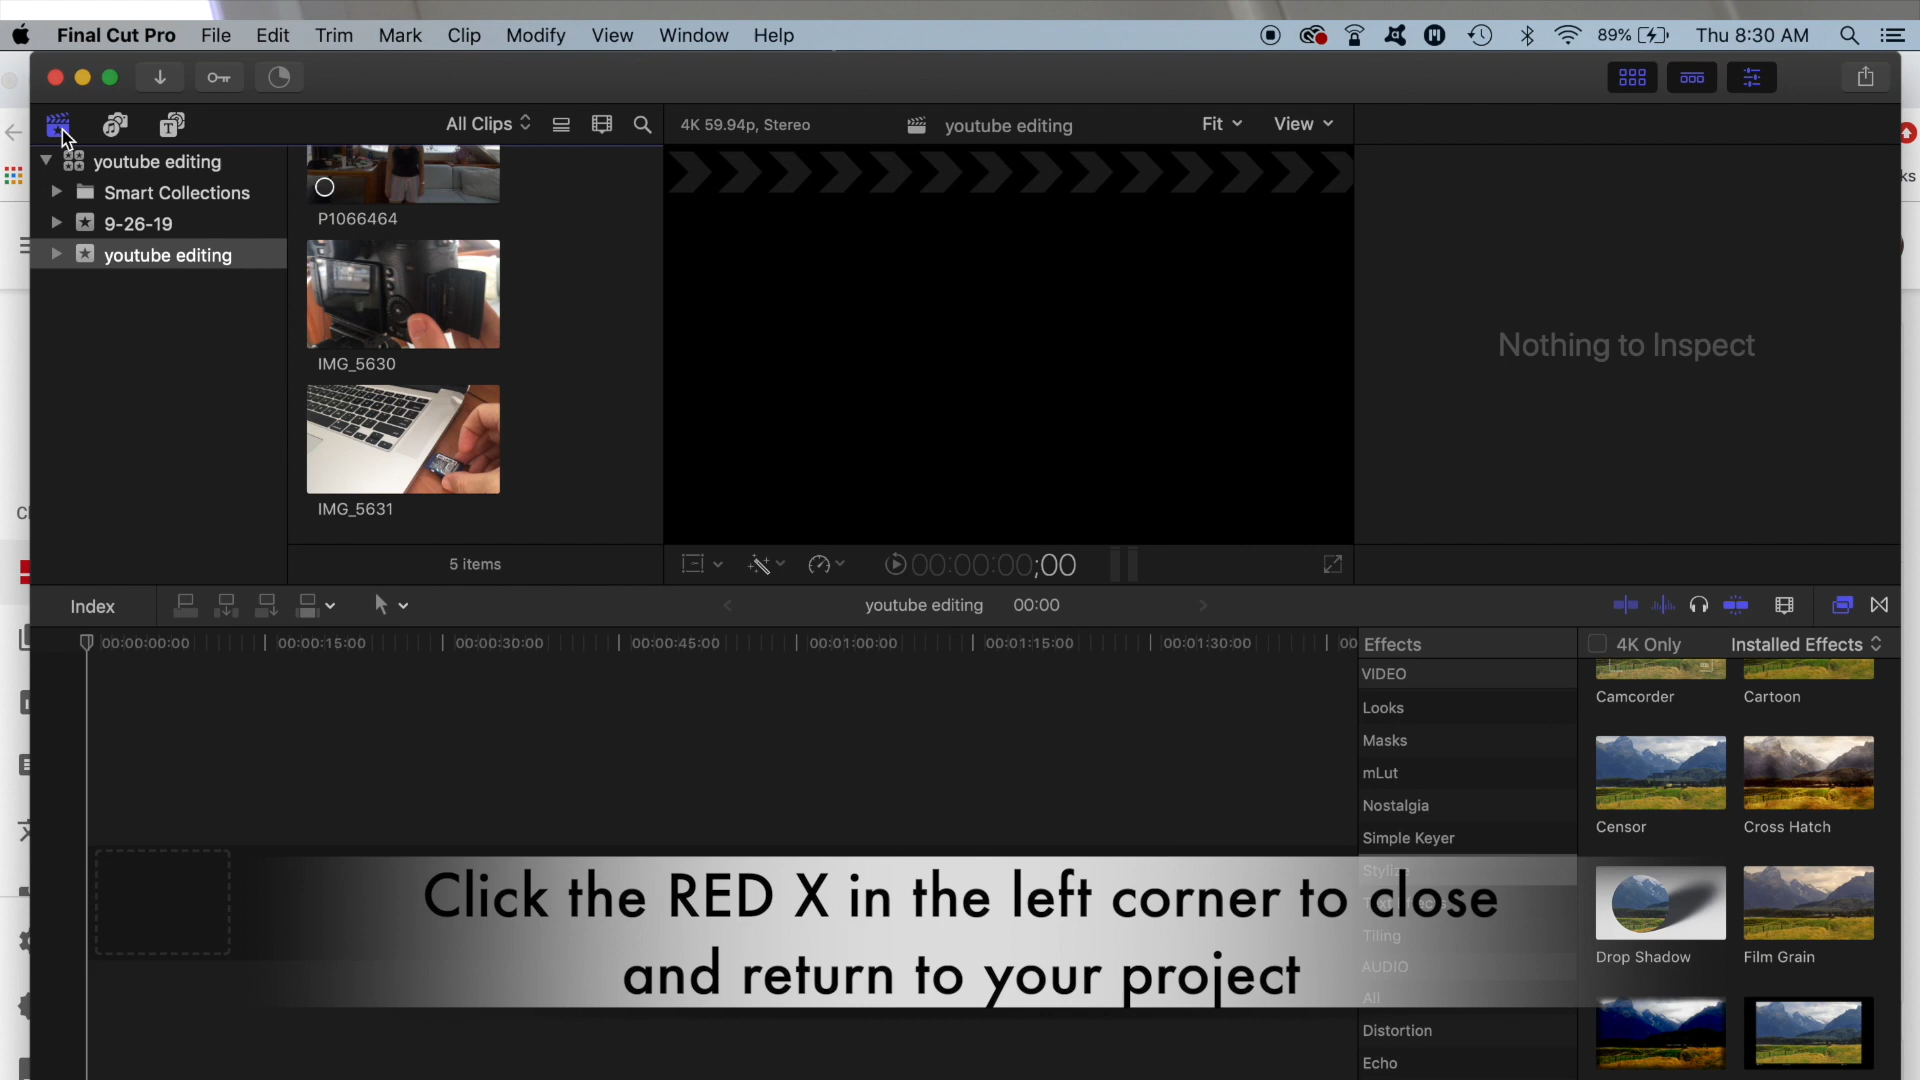 Final Cut Pro File Edit Trim Mark Clip Modify View Window Help 89% Thu 8:30 AM
All Clips 4K 59.94p, Stereo youtube editing Fit View
youtube editing
Smart Collections
9-26-19
youtube editing
P1066464
IMG_5630
IMG_5631
5 items
Nothing to Inspect
00:00:00:00;00
Index youtube editing 00:00
00:00:00:00 00:00:15:00 00:00:30:00 00:00:45:00 00:01:00:00 00:01:15:00 00:01:30:00 00
Effects 4K Only Installed Effects
VIDEO
Looks
Masks
mLut
Nostalgia
Simple Keyer
Stylize
Tiling
AUDIO
All
Distortion
Echo
Camcorder Cartoon
Censor Cross Hatch
Drop Shadow Film Grain
Click the RED X in the left corner to close
and return to your project